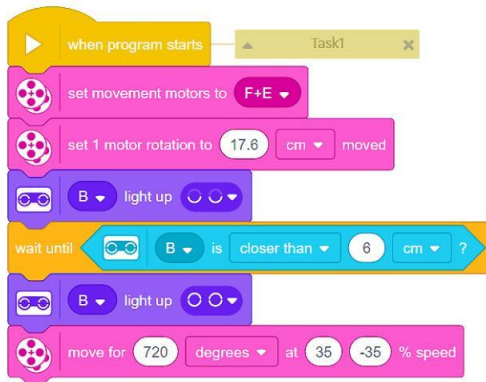 when program starts Task1
set movement motors to F+E
set 1 motor rotation to 17.6 cm moved
B light up
wait until B is closer than 6 cm ?
B light up
move for 720 degrees at 35 -35 % speed